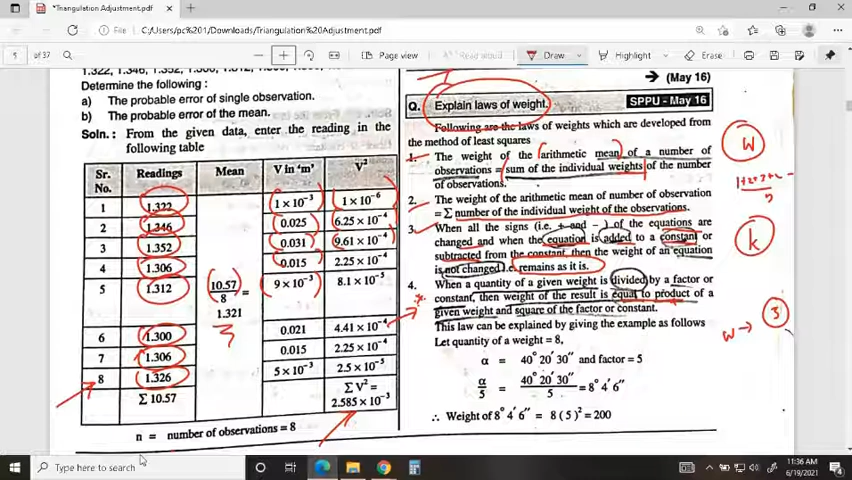 *Triangulation Adjustment.pdf
File
C:/Users/pc%201/Downloads/Triangulation%20Adjustment.pdf
5
of 37
Page view
Read aloud
Draw
Highlight
Erase
Determine the following :
a) The probable error of single observation.
b) The probable error of the mean.
Soln. : From the given data, enter the reading in the
following table
Sr. No. Readings Mean V in 'm' V²
1 1.322 1 × 10⁻³ 1 × 10⁻⁶
2 1.346 0.025 6.25 × 10⁻⁴
3 1.352 0.031 9.61 × 10⁻⁴
4 1.306 0.015 2.25 × 10⁻⁴
5 1.312 10.57/8 = 1.321 9 × 10⁻³ 8.1 × 10⁻⁵
6 1.300 0.021 4.41 × 10⁻⁴
7 1.306 0.015 2.25 × 10⁻⁴
8 1.326 5 × 10⁻³ 2.5 × 10⁻⁵
Σ 10.57 Σ V² = 2.585 × 10⁻³
n = number of observations = 8
→ (May 16)
Q. Explain laws of weight. SPPU - May 16
Following are the laws of weights which are developed from
the method of least squares
1. The weight of the arithmetic mean of a number of
observations = sum of the individual weights of the number
of observations.
2. The weight of the arithmetic mean of number of observation
= Σ number of the individual weight of the observations.
3. When all the signs (i.e. + and − ) of the equations are
changed and when the equation is added to a constant or
subtracted from the constant, then the weight of an equation
is not changed i.e. remains as it is.
4. When a quantity of a given weight is divided by a factor or
constant, then weight of the result is equal to product of a
given weight and square of the factor or constant.
This law can be explained by giving the example as follows
Let quantity of a weight = 8,
α = 40° 20' 30'' and factor = 5
α/5 = 40° 20' 30''/5 = 8° 4' 6''
∴ Weight of 8° 4' 6'' = 8 (5)² = 200
W
k
3
W →
Type here to search
11:36 AM
6/19/2021